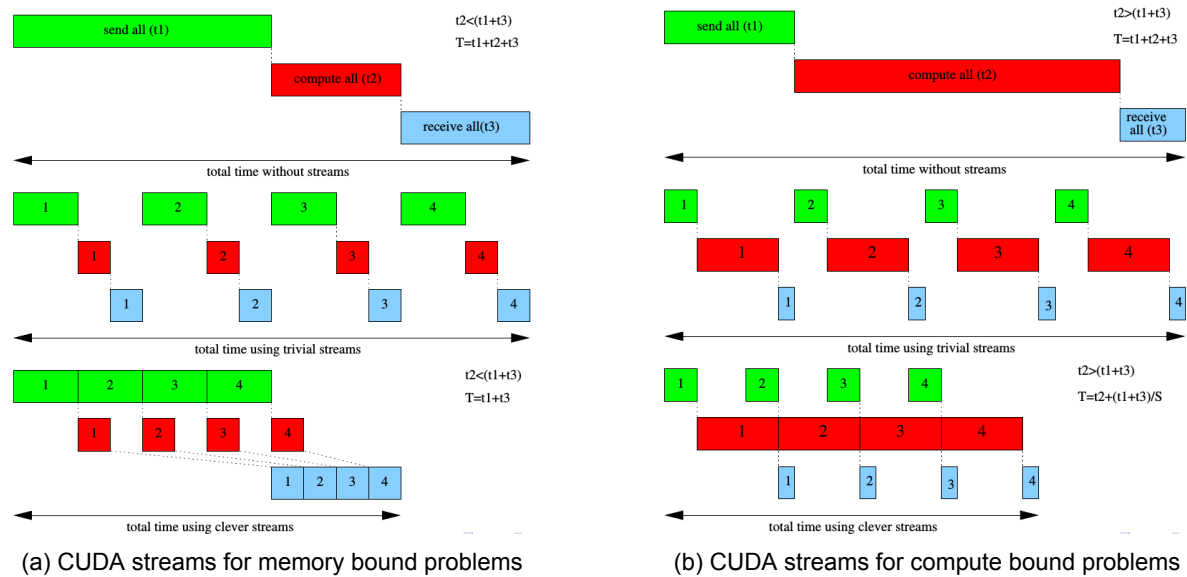 send all (t1)
t2<(t1+t3)
T=t1+t2+t3
compute all (t2)
receive all(t3)
total time without streams
1 2 3 4
1 2 3 4
1 2 3 4
total time using trivial streams
1 2 3 4
t2<(t1+t3)
T=t1+t3
1 2 3 4
1 2 3 4
total time using clever streams
(a) CUDA streams for memory bound problems
send all (t1)
t2>(t1+t3)
T=t1+t2+t3
compute all (t2)
receive
all (t3)
total time without streams
1 2 3 4
1 2 3 4
1 2 3 4
total time using trivial streams
1 2 3 4
t2>(t1+t3)
T=t2+(t1+t3)/S
1 2 3 4
1 2 3 4
total time using clever streams
(b) CUDA streams for compute bound problems